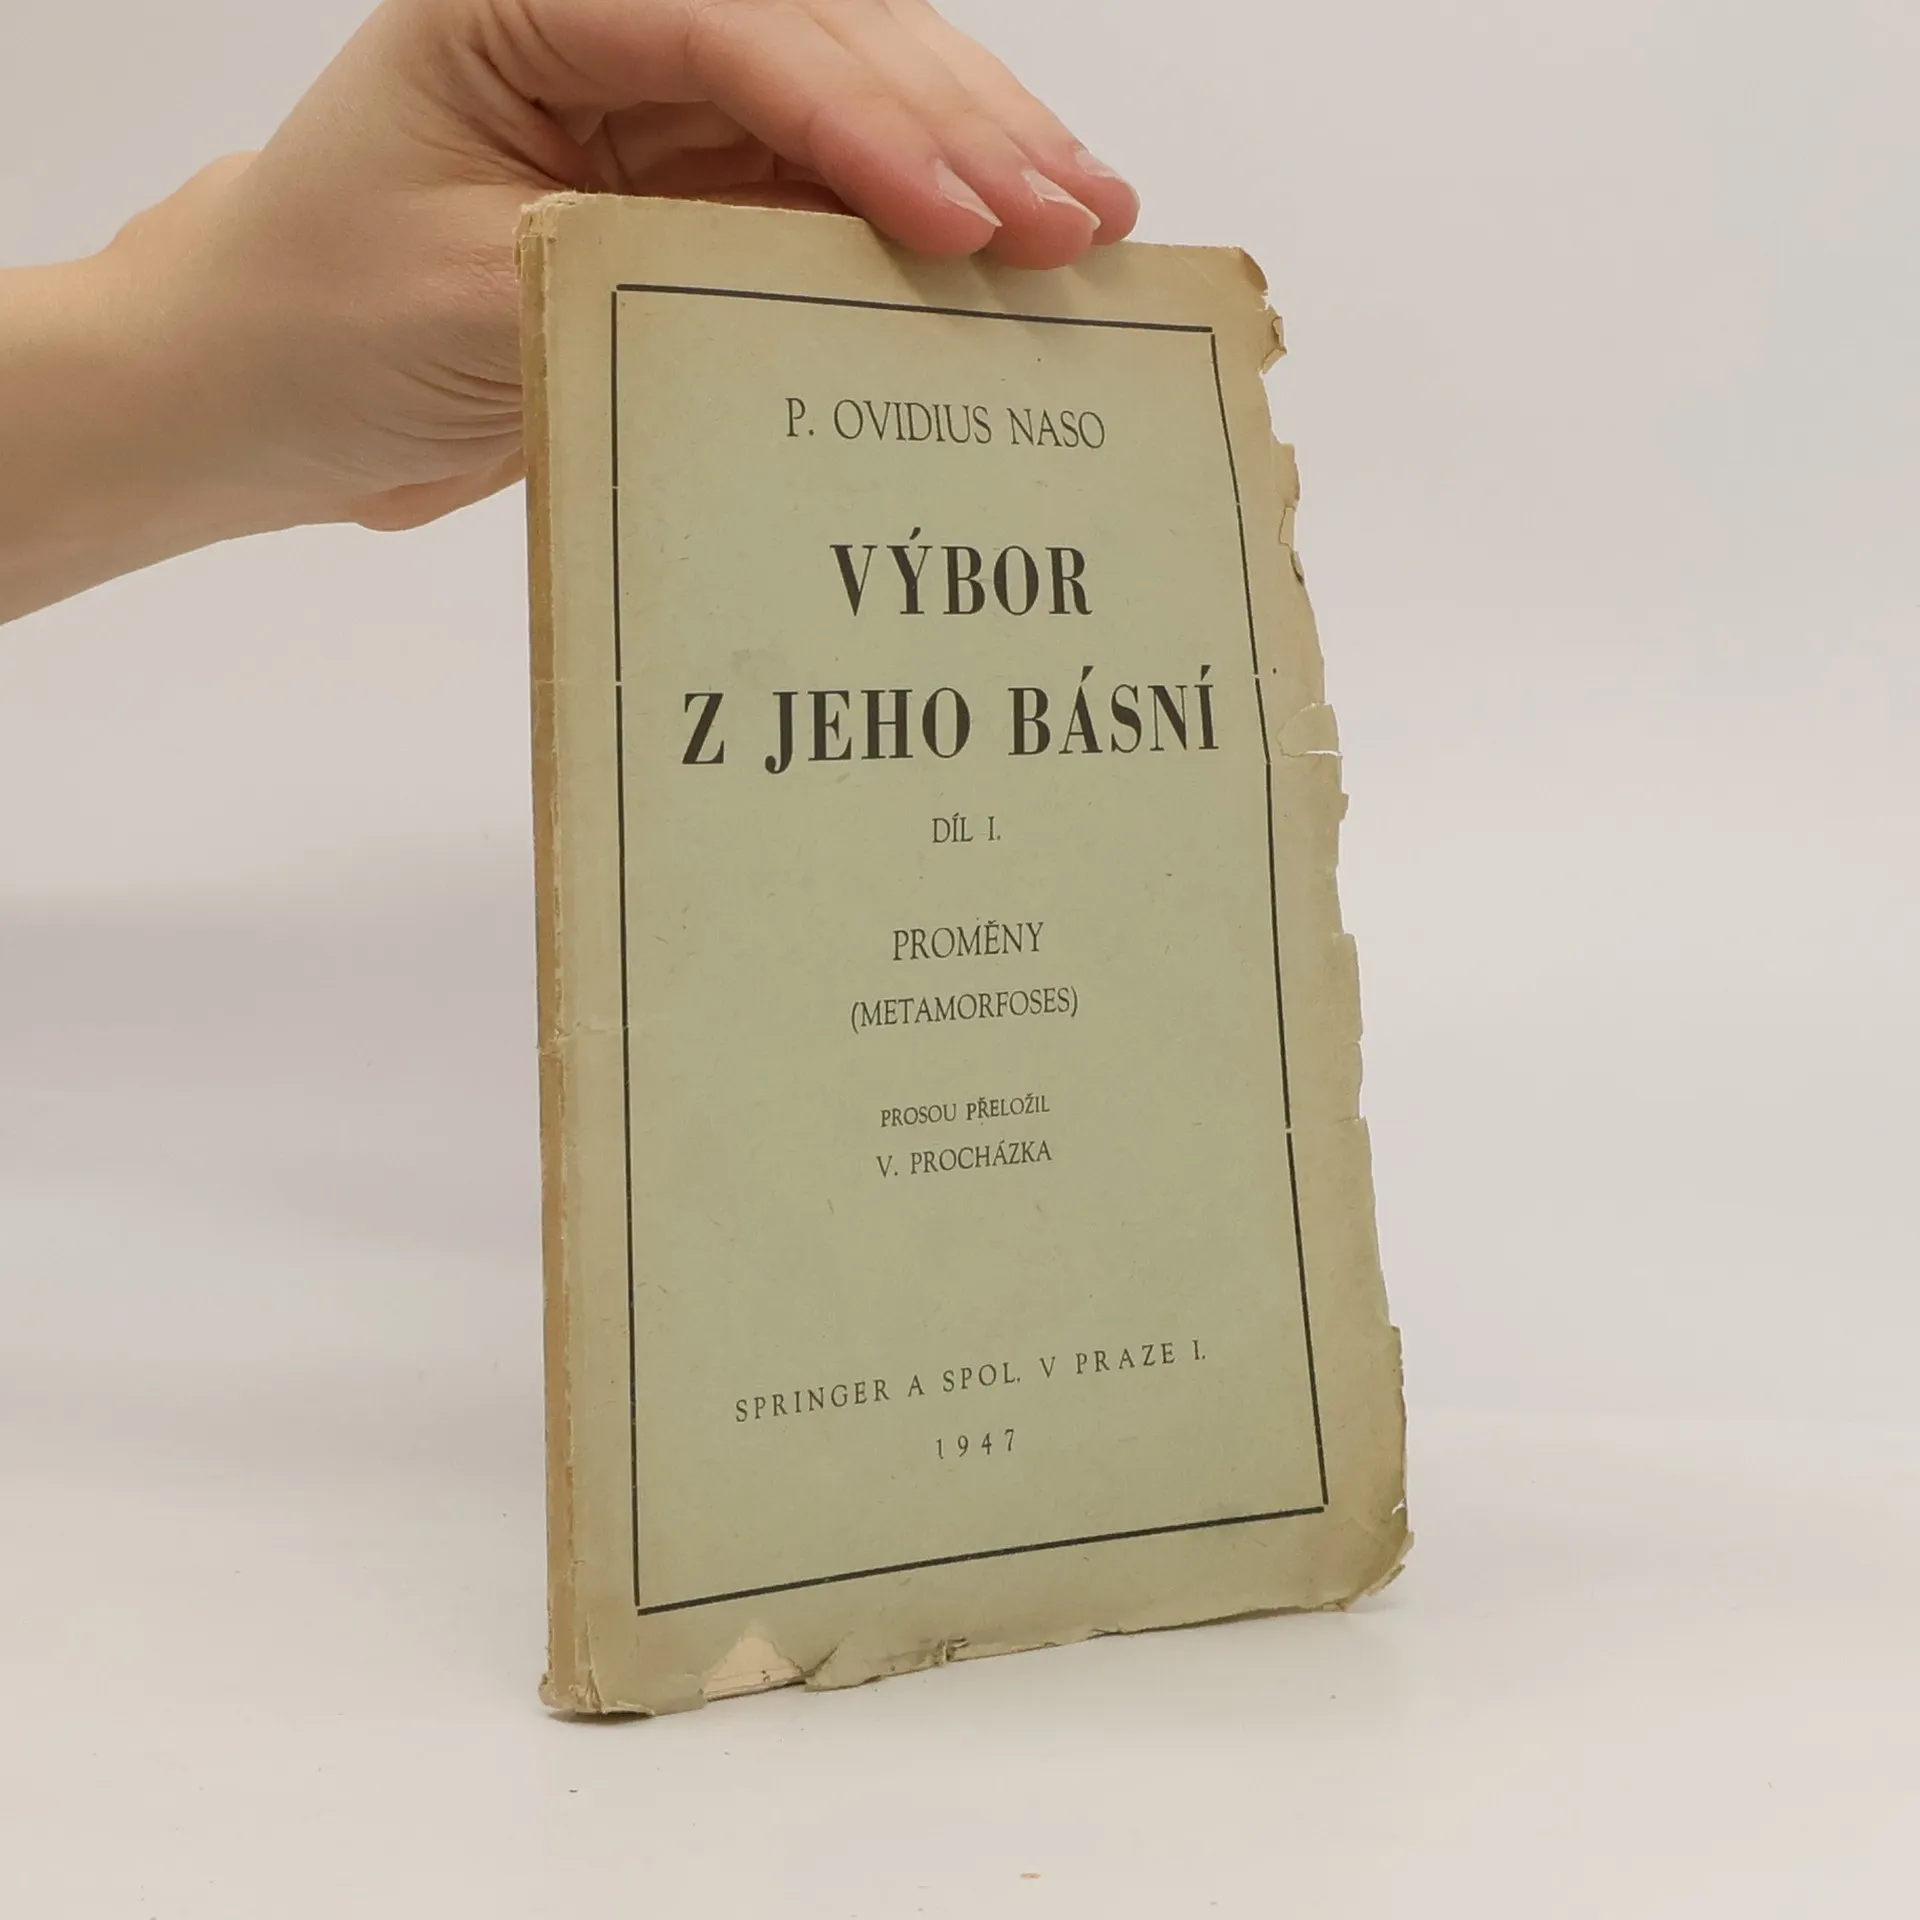 P. OVIDIUS NASO
VÝBOR
Z JEHO BÁSNÍ
DÍL I.
PROMĚNY
(METAMORFOSES)
PROSOU PŘELOŽIL
V. PROCHÁZKA
SPRINGER A SPOL. V PRAZE I.
1947